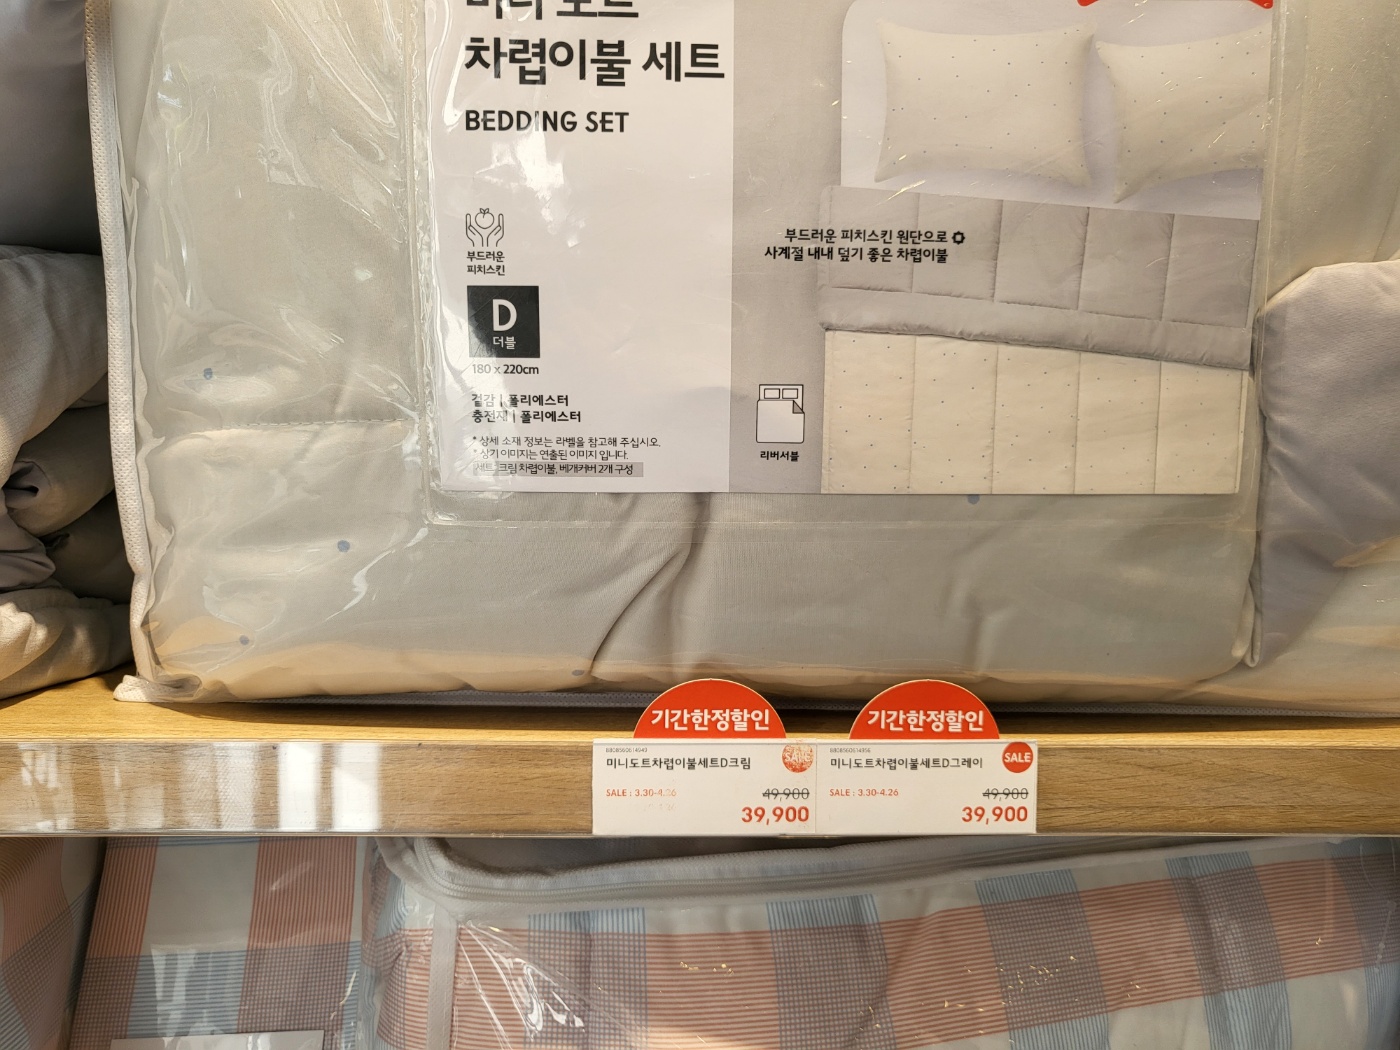 미니 도트
차렵이불 세트
BEDDING SET
부드러운
피치스킨
D
더블
180 x 220cm
겉감 | 폴리에스터
충전재 | 폴리에스터
* 상세 소재 정보는 라벨을 참고해 주십시오.
* 상기 이미지는 연출된 이미지 입니다.
세트: 크림 차렵이불, 베개커버 2개 구성
부드러운 피치스킨 원단으로
사계절 내내 덮기 좋은 차렵이불
리버서블
기간한정할인
미니도트차렵이불세트D크림
SALE
SALE : 3.30-4.26
49,900
39,900
기간한정할인
미니도트차렵이불세트D그레이
SALE
SALE : 3.30-4.26
49,900
39,900